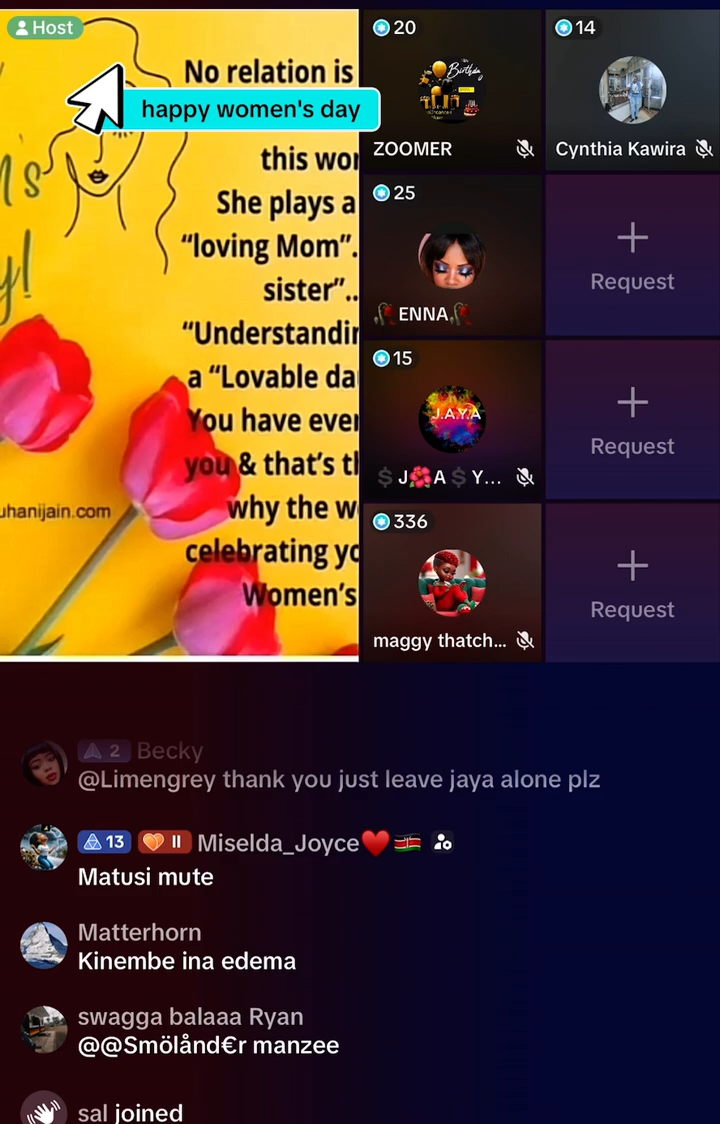 Host
n's
y!
uhanijain.com
No relation is
happy women's day
this wor
She plays a
“loving Mom”.
sister”..
“Understandin
a “Lovable da
You have ever
you & that’s th
why the w
celebrating yo
Women’s
20
Birthday
ZOOMER
14
Cynthia Kawira
25
🥀ENNA🥀
Request
15
J.A.Y.A
💲J🌺A💲Y...
Request
336
maggy thatch...
Request
2 Becky
@Limengrey thank you just leave jaya alone plz
13 II Miselda_Joyce❤️🇰🇪
Matusi mute
Matterhorn
Kinembe ina edema
swagga balaaa Ryan
@@Smölånd€r manzee
sal joined